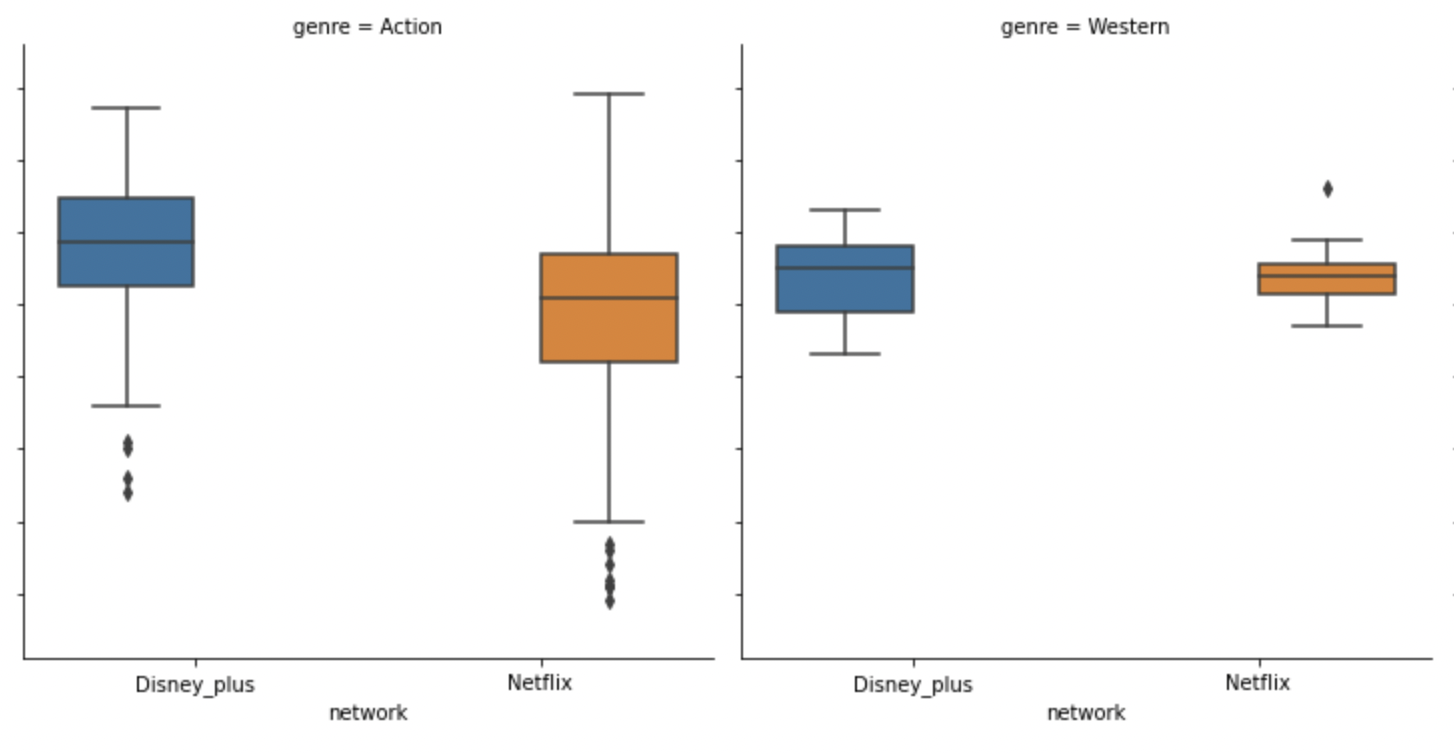 genre = Action
genre = Western
Disney_plus
Netflix
Disney_plus
Netflix
network
network